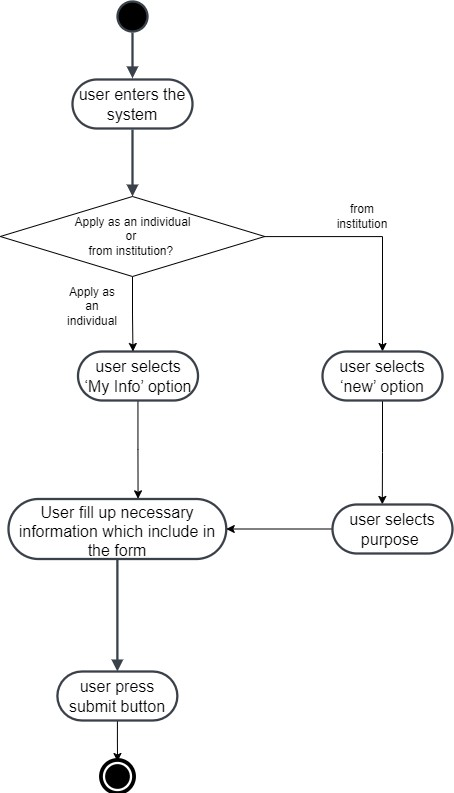 user enters the
system
Apply as an individual
or
from institution?
from
institution
Apply as
an
individual
user selects
‘My Info’ option
user selects
‘new’ option
User fill up necessary
information which include in
the form
user selects
purpose
user press
submit button